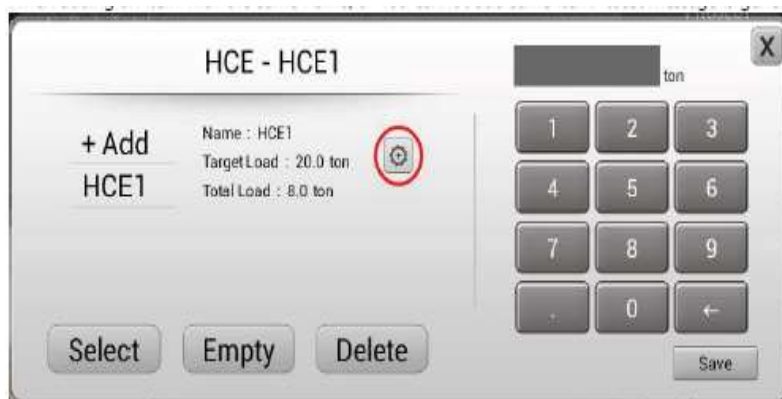 HCE - HCE1
X
ton
+ Add
HCE1
Name : HCE1
Target Load : 20.0 ton
Total Load : 8.0 ton
1 2 3
4 5 6
7 8 9
. 0 ←
Select Empty Delete
Save